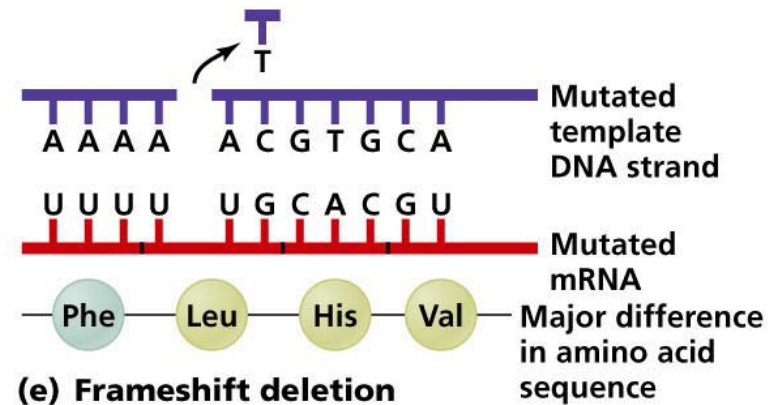 T
A A A A A C G T G C A
Mutated
template
DNA strand
U U U U U G C A C G U
Mutated
mRNA
Phe Leu His Val
Major difference
in amino acid
sequence
(e) Frameshift deletion